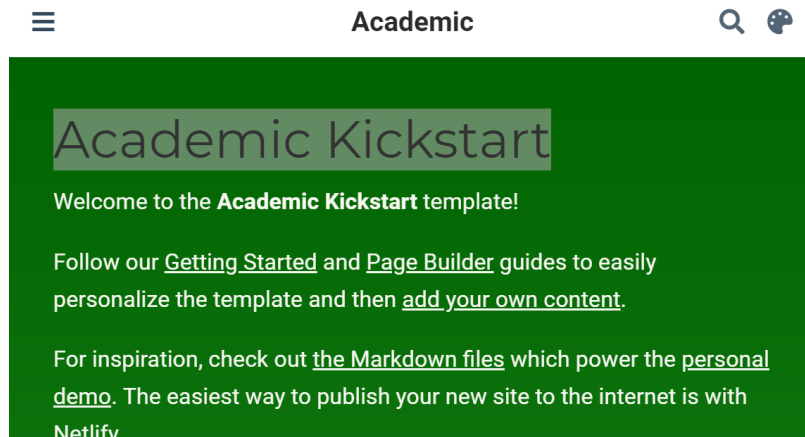 Academic
Academic Kickstart
Welcome to the Academic Kickstart template!
Follow our Getting Started and Page Builder guides to easily
personalize the template and then add your own content.
For inspiration, check out the Markdown files which power the personal
demo. The easiest way to publish your new site to the internet is with
Netlify